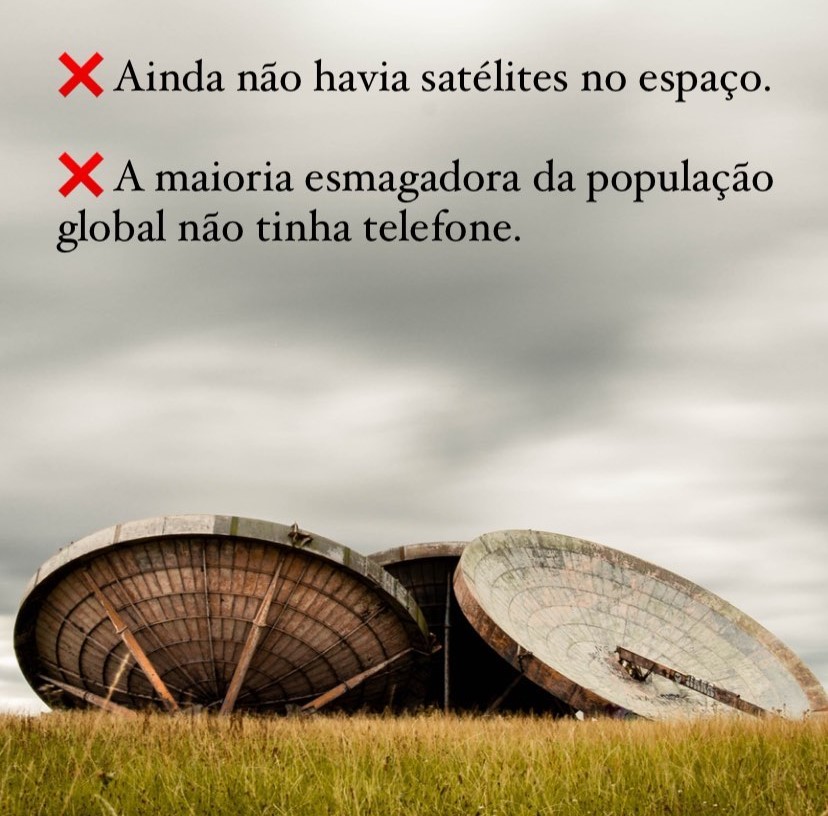 ❌ Ainda não havia satélites no espaço.
❌ A maioria esmagadora da população
global não tinha telefone.